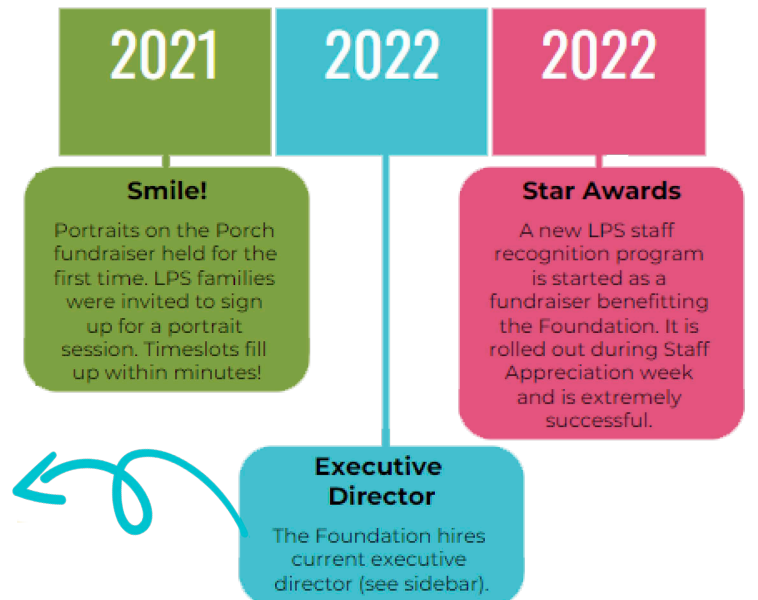 2021
2022
2022
Smile!
Portraits on the Porch
fundraiser held for the
first time. LPS families
were invited to sign
up for a portrait
session. Timeslots fill
up within minutes!
Star Awards
A new LPS staff
recognition program
is started as a
fundraiser benefitting
the Foundation. It is
rolled out during Staff
Appreciation week
and is extremely
successful.
Executive
Director
The Foundation hires
current executive
director (see sidebar).